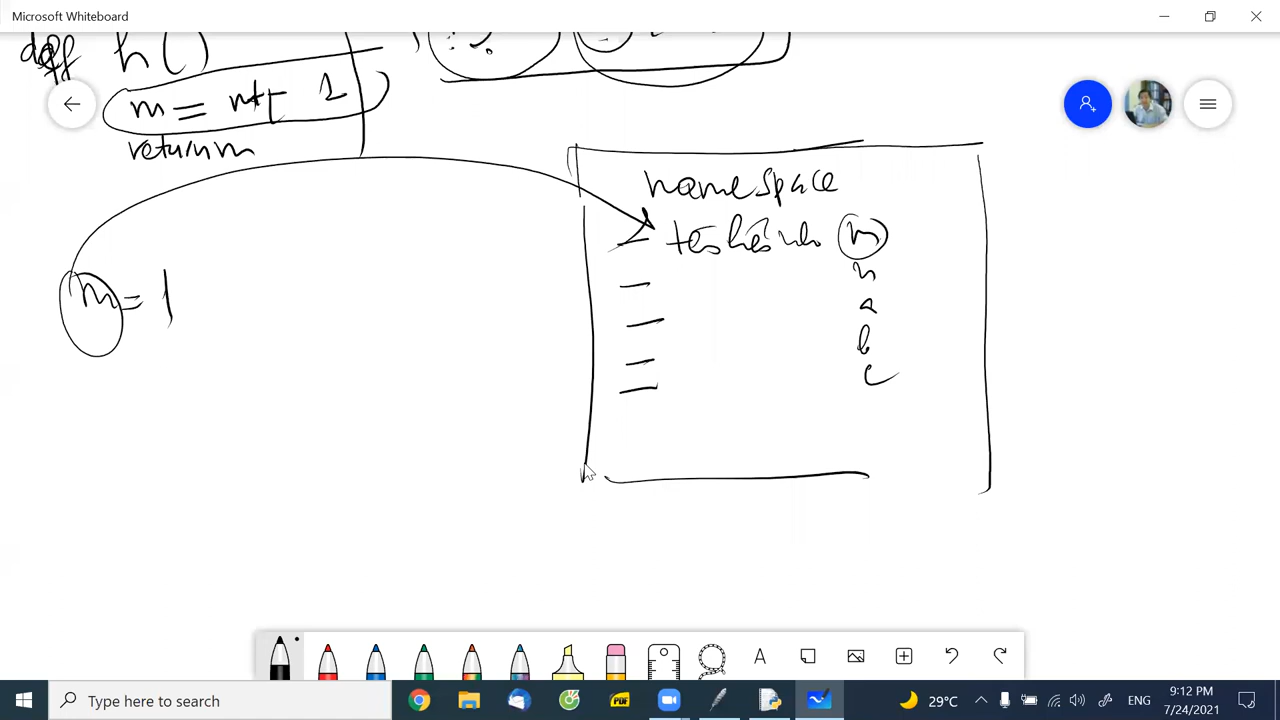 Microsoft Whiteboard
def h()
m = n + 1
return m
namespace
m
m = 1
n
a
b
c
A
Type here to search
29°C
ENG
9:12 PM
7/24/2021